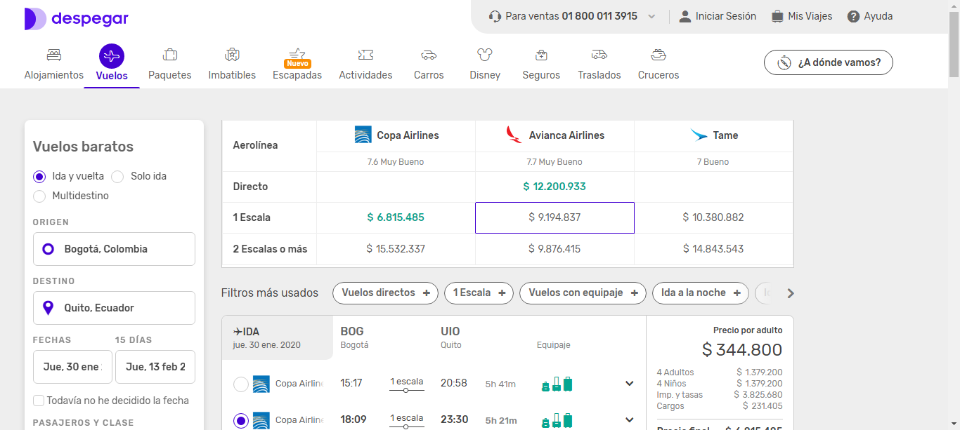 despegar
Para ventas 01 800 011 3915
Iniciar Sesión
Mis Viajes
Ayuda
Alojamientos
Vuelos
Paquetes
Imbatibles
Nuevo
Escapadas
Actividades
Carros
Disney
Seguros
Traslados
Cruceros
¿A dónde vamos?
Vuelos baratos
Ida y vuelta
Solo ida
Multidestino
ORIGEN
Bogotá, Colombia
DESTINO
Quito, Ecuador
FECHAS 15 DÍAS
Jue, 30 ene Jue, 13 feb 2
Todavía no he decidido la fecha
PASAJEROS Y CLASE
Aerolínea Copa Airlines Avianca Airlines Tame
7.6 Muy Bueno 7.7 Muy Bueno 7 Bueno
Directo $ 12.200.933
1 Escala $ 6.815.485 $ 9.194.837 $ 10.380.882
2 Escalas o más $ 15.532.337 $ 9.876.415 $ 14.843.543
Filtros más usados Vuelos directos + 1 Escala + Vuelos con equipaje + Ida a la noche +
IDA BOG UIO
jue. 30 ene. 2020 Bogotá Quito Equipaje
Copa Airline 15:17 1 escala 20:58 5h 41m
Copa Airline 18:09 1 escala 23:30 5h 21m
Precio por adulto
$ 344.800
4 Adultos $ 1.379.200
4 Niños $ 1.379.200
Imp. y tasas $ 3.825.680
Cargos $ 231.405
Precio final $ 6.815.485